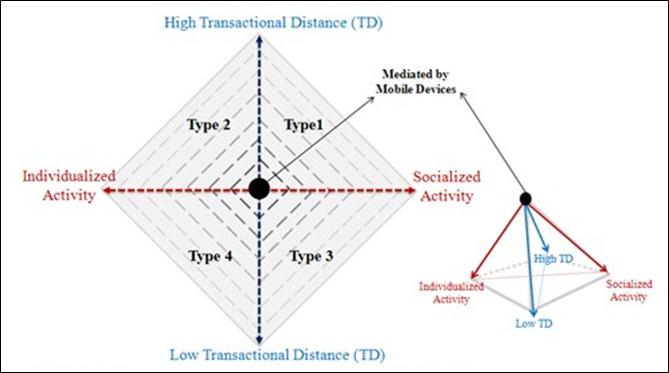 High Transactional Distance (TD)
Mediated by
Mobile Devices
Type 2
Type1
Individualized
Activity
Socialized
Activity
Type 4
Type 3
High TD
Individualized
Activity
Socialized
Activity
Low TD
Low Transactional Distance (TD)